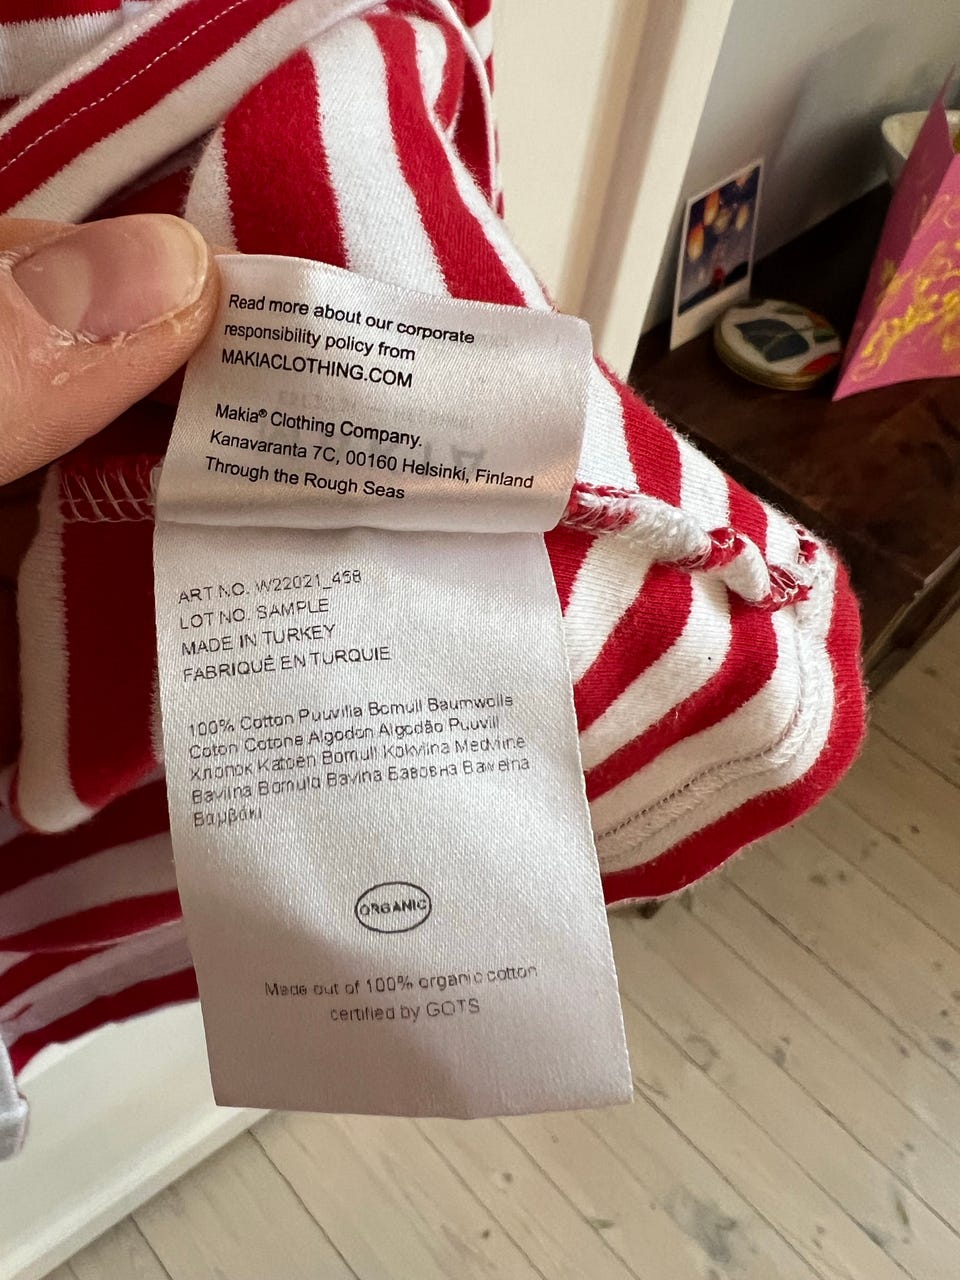 Read more about our corporate
responsibility policy from
MAKIACLOTHING.COM
Makia® Clothing Company.
Kanavaranta 7C, 00160 Helsinki, Finland
Through the Rough Seas
ART NO. W22021_458
LOT NO. SAMPLE
MADE IN TURKEY
FABRIQUÉ EN TURQUIE
100% Cotton Puuvilla Bomull Baumwolle
Coton Cotone Algodon Algodão Puuvill
Хлопок Katoen Bomull Kokvilna Medvilne
Bavlna Bomuld Bavlna Бавовна Bawełna
Βαμβάκι
ORGANIC
Made out of 100% organic cotton
certified by GOTS